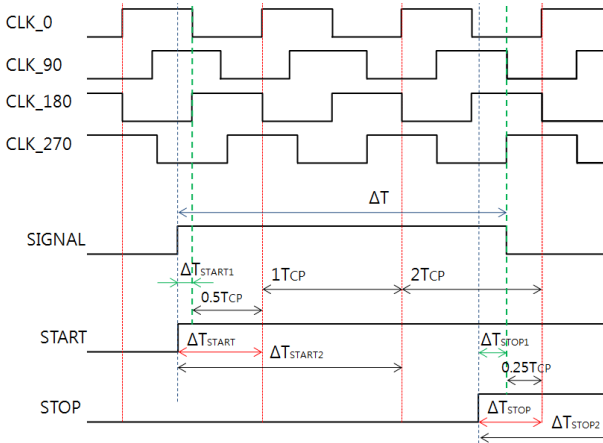 CLK_0
CLK_90
CLK_180
CLK_270
ΔT
SIGNAL
ΔTSTART1
1TCP
2TCP
0.5TCP
START
ΔTSTART
ΔTSTART2
ΔTSTOP1
0.25TCP
STOP
ΔTSTOP
ΔTSTOP2